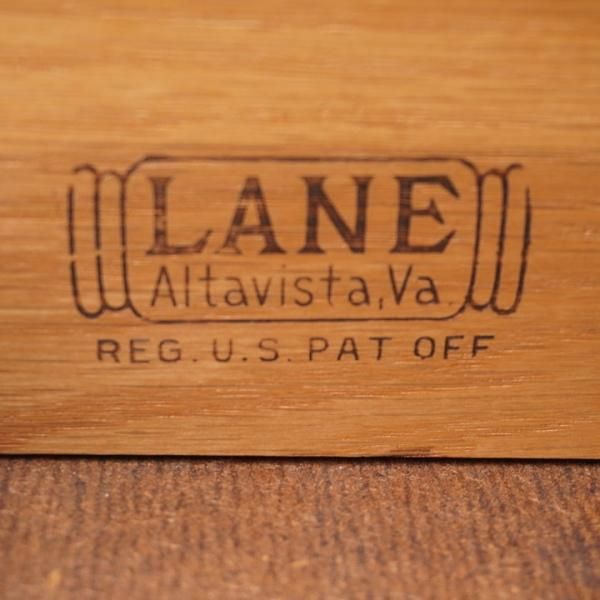 LANE
Altavista, Va.
REG. U.S. PAT OFF